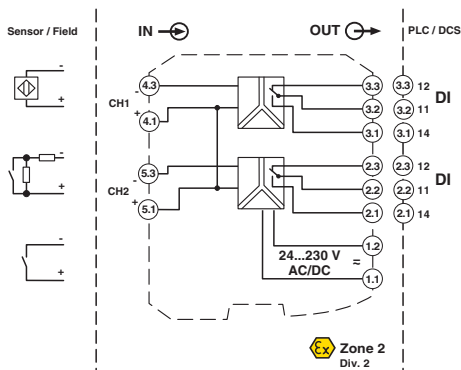 Sensor / Field
IN
OUT
PLC / DCS
-
+
-
+
-
+
CH1
-
4.3
+
4.1
CH2
5.3
-
+
5.1
3.3
3.2
3.1
2.3
2.2
2.1
1.2
1.1
3.3 12
3.2 11
3.1 14
DI
2.3 12
2.2 11
2.1 14
DI
24...230 V
AC/DC
≈
Ex
Zone 2
Div. 2